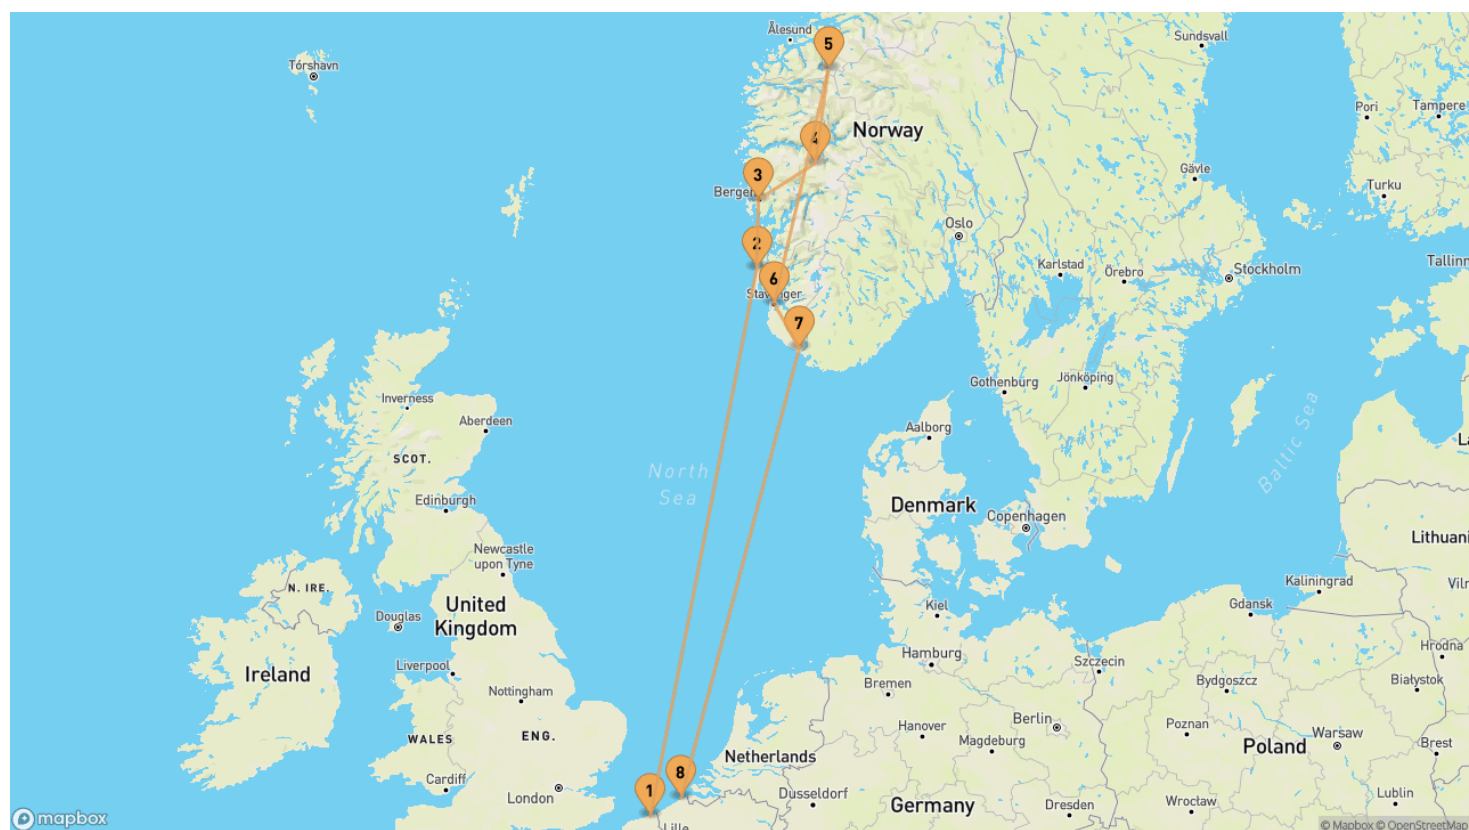 Ålesund
5
Sundsvall
Tórshavn
Pori
Tampere
Norway
4
3
Bergen
Gävle
Turku
Oslo
2
Karlstad
Örebro
Stockholm
Tallinn
6
Stavanger
7
Gothenburg
Jönköping
Inverness
Aberdeen
Aalborg
Baltic Sea
SCOT.
North
Sea
Edinburgh
Denmark
Copenhagen
Lithuani
Newcastle
upon Tyne
N. IRE.
Kaliningrad
Viln
United
Kingdom
Douglas
Kiel
Gdansk
Hrodna
Ireland
Liverpool
Hamburg
Szczecin
Bremen
Bydgoszcz
Białystok
Nottingham
WALES
ENG.
Hanover
Berlin
Poznan
Warsaw
Magdeburg
Poland
Brest
Netherlands
Cardiff
8
1
London
Dusseldorf
Germany
Dresden
Wrocław
Lublin
Lille
mapbox
© Mapbox © OpenStreetMap